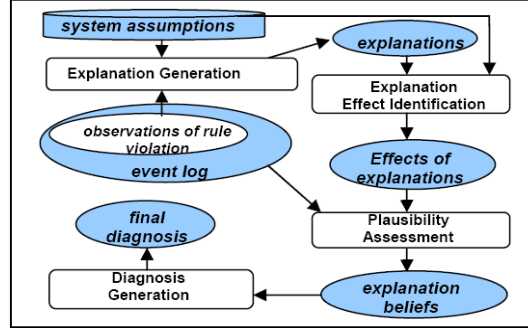 system assumptions
explanations
Explanation Generation
Explanation
Effect Identification
observations of rule
violation
event log
Effects of
explanations
final
diagnosis
Plausibility
Assessment
Diagnosis
Generation
explanation
beliefs